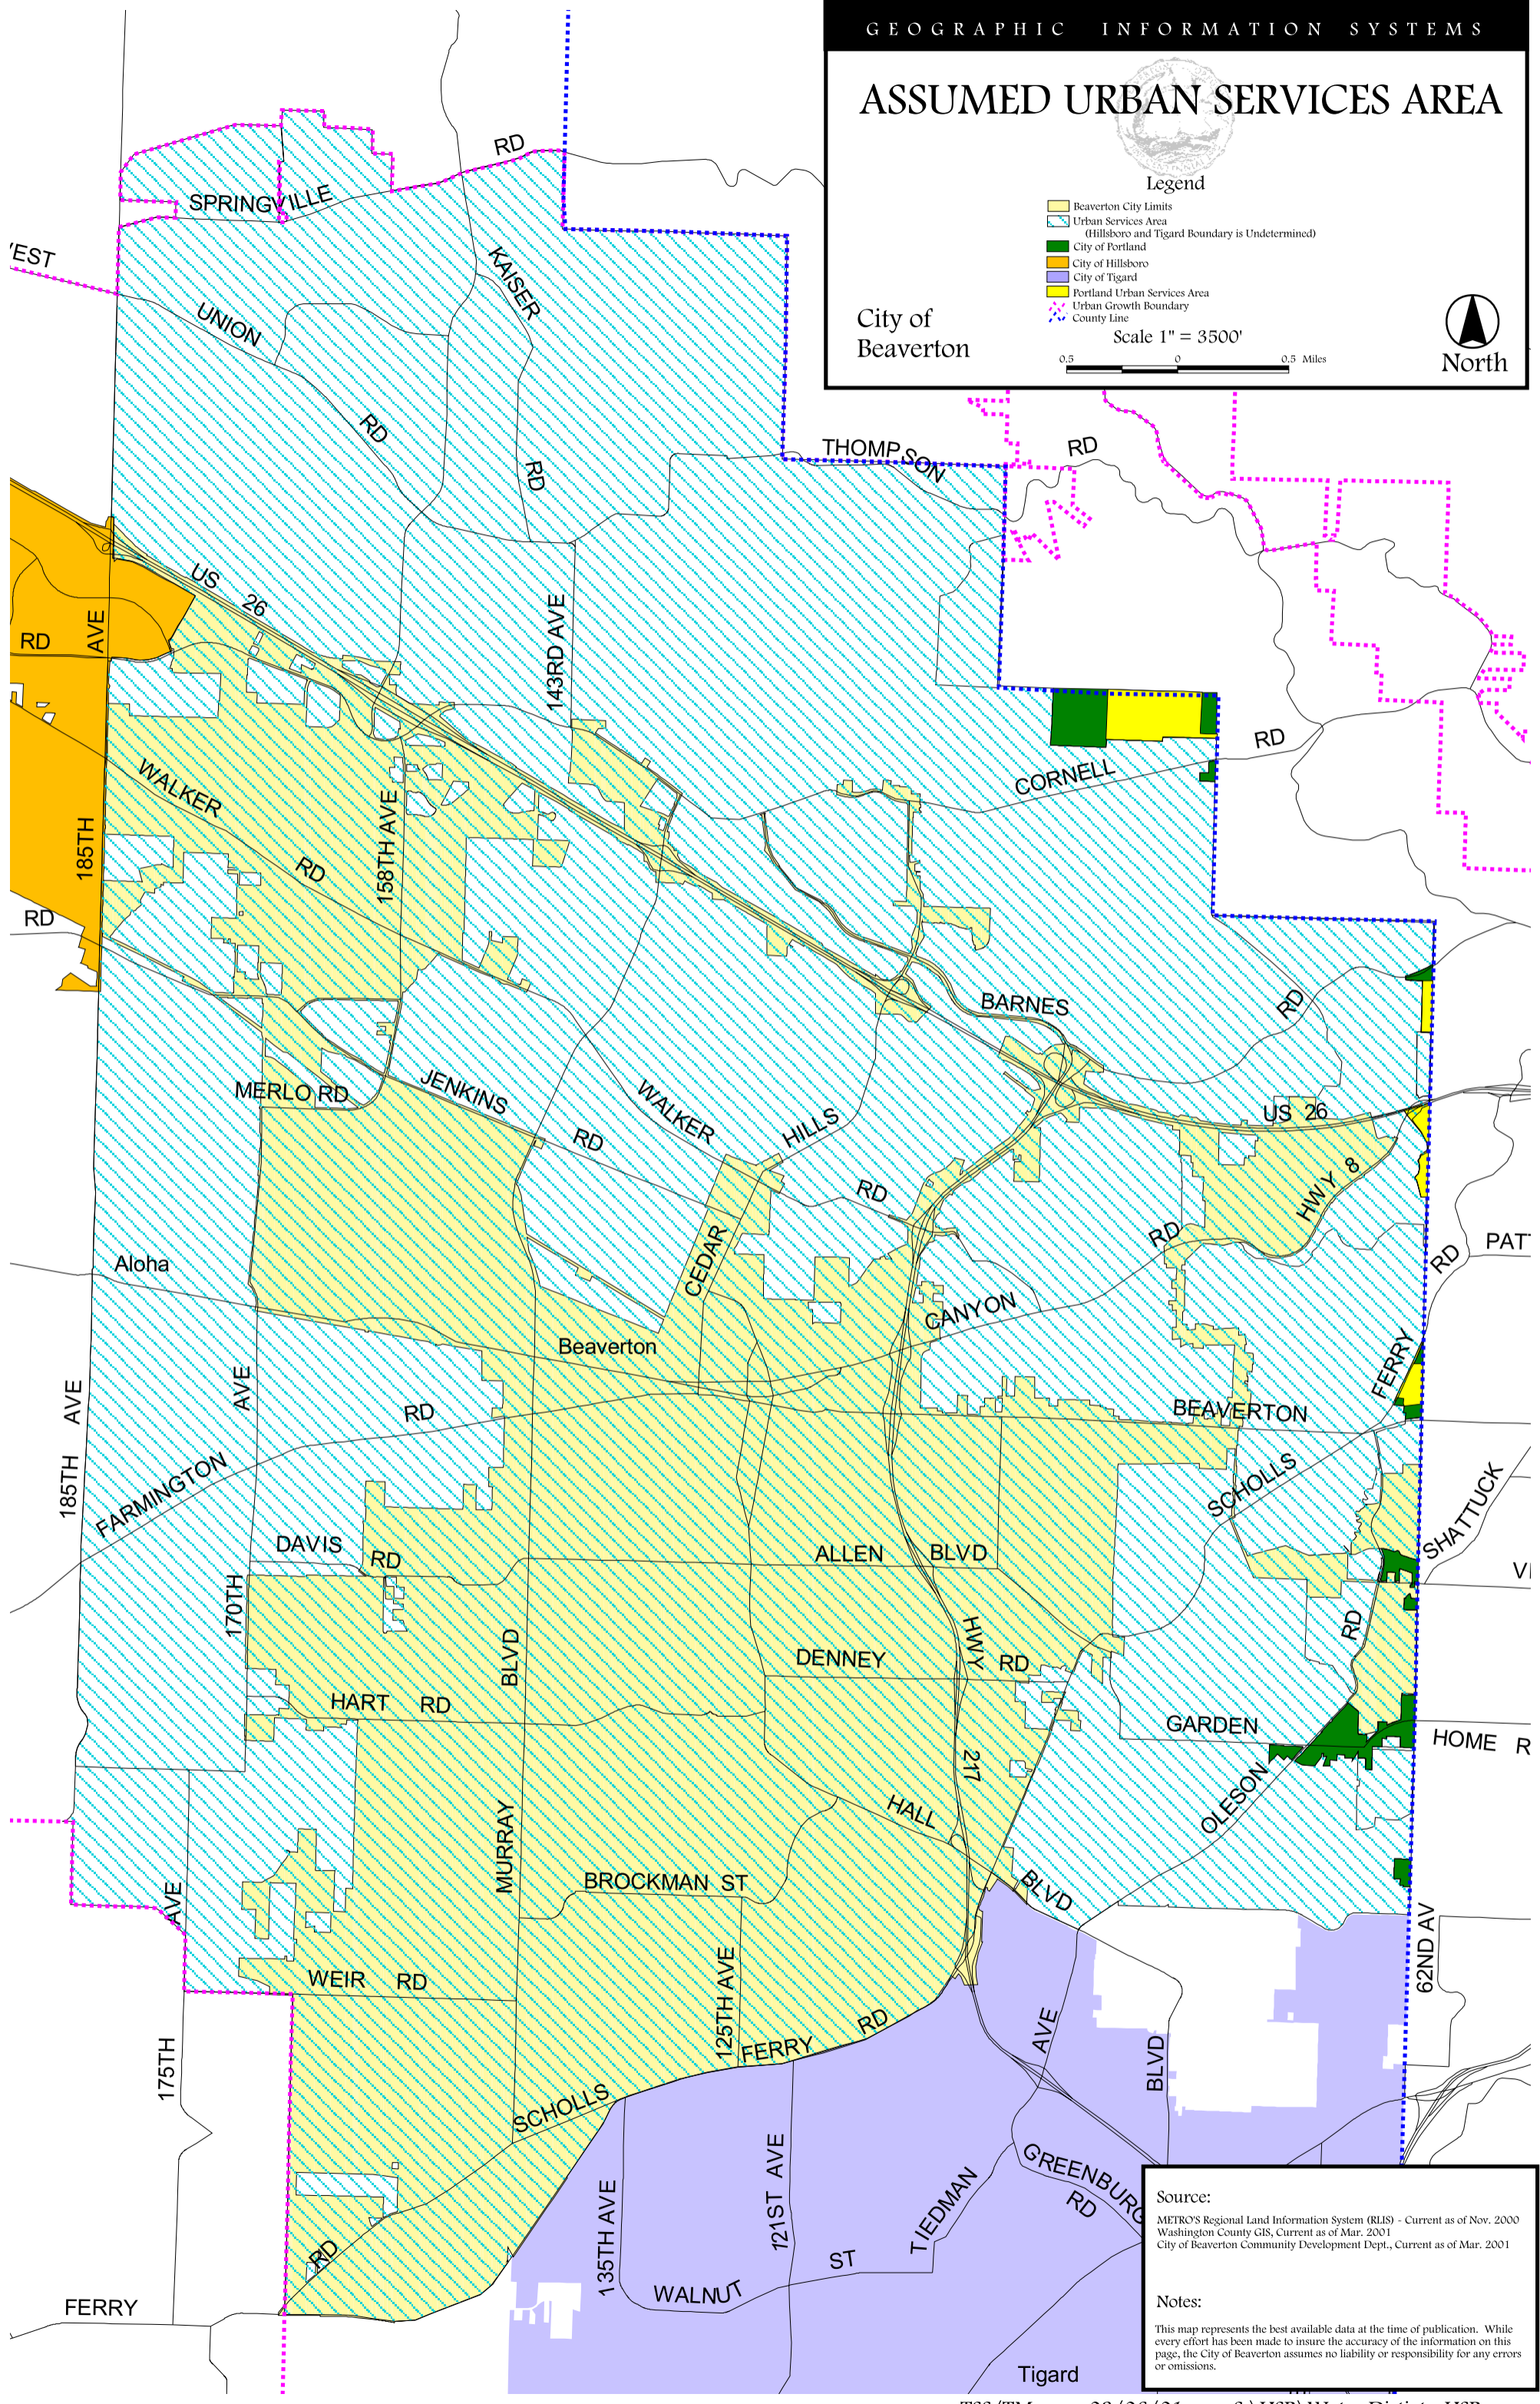 GEOGRAPHIC INFORMATION SYSTEMS
ASSUMED URBAN SERVICES AREA
Legend
Beaverton City Limits
Urban Services Area
(Hillsboro and Tigard Boundary is Undetermined)
City of Portland
City of Hillsboro
City of Tigard
Portland Urban Services Area
Urban Growth Boundary
County Line
City of
Beaverton
Scale 1" = 3500'
0.5 0 0.5 Miles
North
RD
SPRINGVILLE
KAISER
UNION
RD
RD
THOMPSON
RD
US 26
RD
AVE
143RD AVE
WALKER
RD
158TH AVE
185TH
CORNELL
RD
RD
BARNES
RD
MERLO RD
JENKINS
RD
WALKER
HILLS
RD
US 26
HWY 8
RD
Aloha
CEDAR
CANYON
RD
Beaverton
AVE
AVE
RD
BEAVERTON
FERRY
185TH
FARMINGTON
SCHOLLS
SHATTUCK
DAVIS
RD
ALLEN BLVD
170TH
BLVD
HWY
DENNEY RD
RD
HART RD
GARDEN
HOME R
217
OLESON
HALL
MURRAY
BROCKMAN ST
BLVD
AVE
62ND AV
WEIR RD
125TH AVE
FERRY
RD
AVE
BLVD
175TH
SCHOLLS
135TH AVE
121ST AVE
TIEDMAN
GREENBURG
RD
RD
WALNUT
ST
FERRY
Tigard
Source:
METRO'S Regional Land Information System (RLIS) - Current as of Nov. 2000
Washington County GIS, Current as of Mar. 2001
City of Beaverton Community Development Dept., Current as of Mar. 2001
Notes:
This map represents the best available data at the time of publication. While
every effort has been made to insure the accuracy of the information on this
page, the City of Beaverton assumes no liability or responsibility for any errors
or omissions.